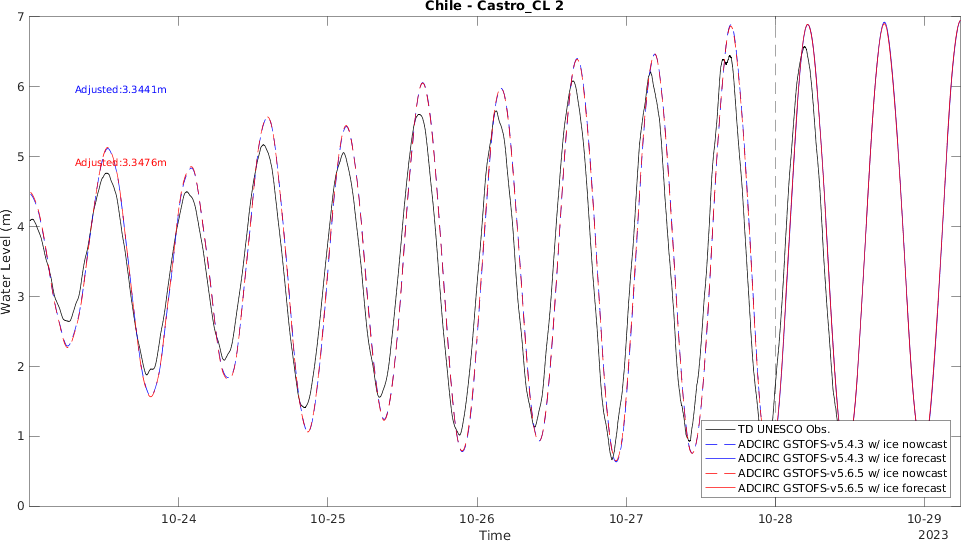 Chile - Castro_CL 2
7
6
5
4
3
2
1
0
Water Level (m)
Adjusted:3.3441m
Adjusted:3.3476m
TD UNESCO Obs.
ADCIRC GSTOFS-v5.4.3 w/ ice nowcast
ADCIRC GSTOFS-v5.4.3 w/ ice forecast
ADCIRC GSTOFS-v5.6.5 w/ ice nowcast
ADCIRC GSTOFS-v5.6.5 w/ ice forecast
10-24 10-25 10-26 10-27 10-28 10-29
Time 2023